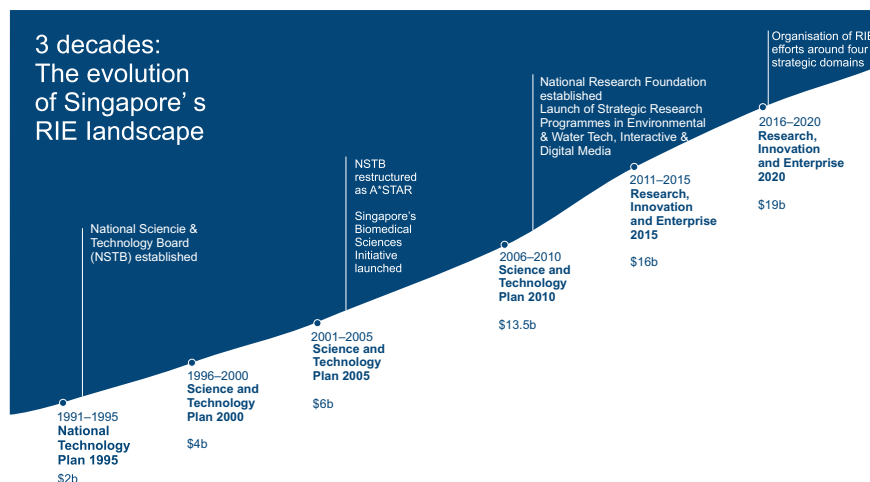 3 decades:
The evolution
of Singapore’ s
RIE landscape
National Sciencie &
Technology Board
(NSTB) established
NSTB
restructured
as A*STAR
Singapore’s
Biomedical
Sciences
Initiative
launched
National Research Foundation
established
Launch of Strategic Research
Programmes in Environmental
& Water Tech, Interactive &
Digital Media
Organisation of RIE
efforts around four
strategic domains
1991–1995
National
Technology
Plan 1995
$2b
1996–2000
Science and
Technology
Plan 2000
$4b
2001–2005
Science and
Technology
Plan 2005
$6b
2006–2010
Science and
Technology
Plan 2010
$13.5b
2011–2015
Research,
Innovation
and Enterprise
2015
$16b
2016–2020
Research,
Innovation
and Enterprise
2020
$19b